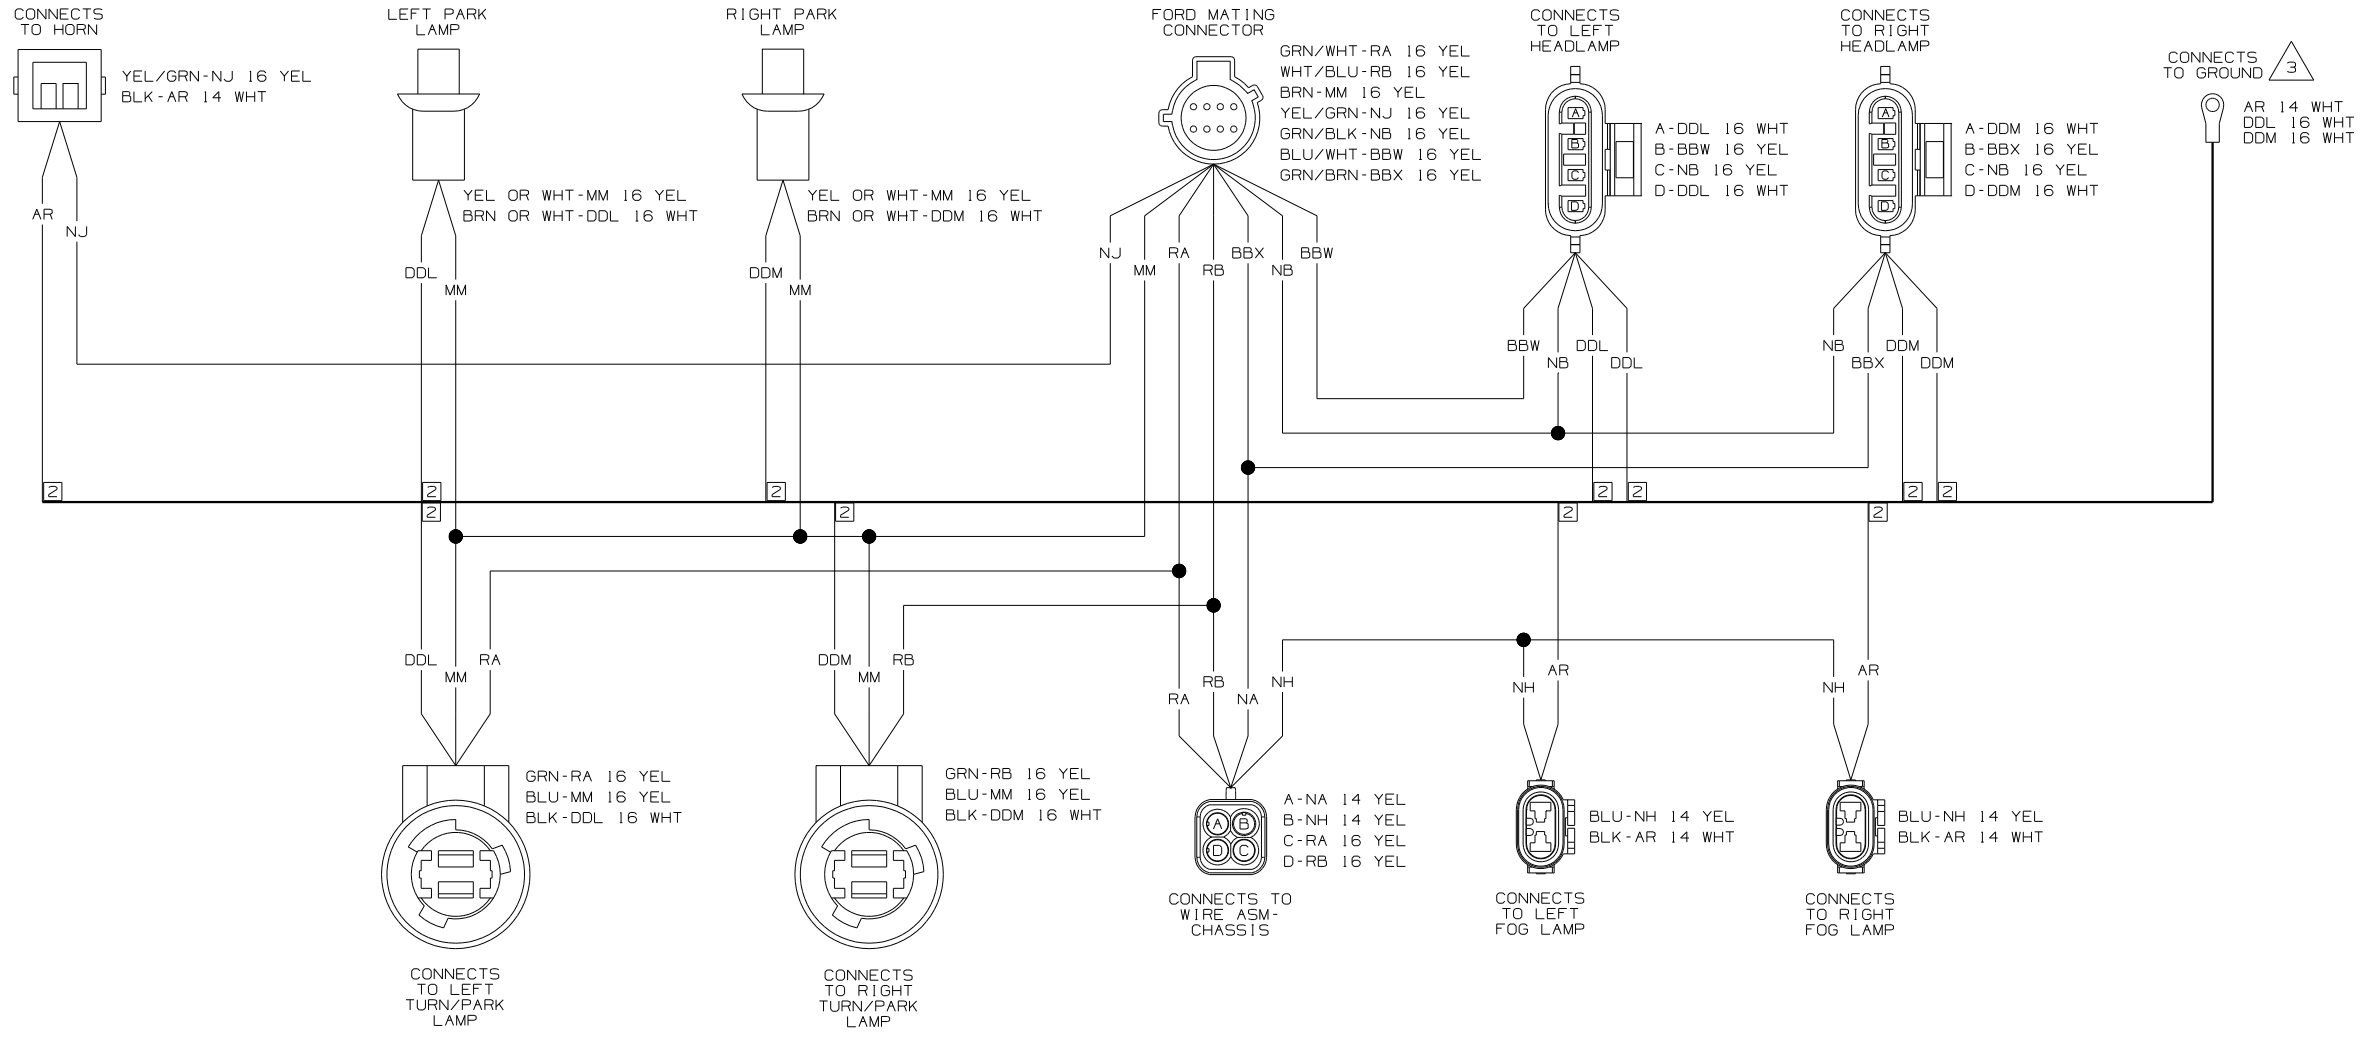 CONNECTS
TO HORN
YEL/GRN-NJ 16 YEL
BLK-AR 14 WHT
AR
NJ
LEFT PARK
LAMP
YEL OR WHT-MM 16 YEL
BRN OR WHT-DDL 16 WHT
DDL
MM
RIGHT PARK
LAMP
YEL OR WHT-MM 16 YEL
BRN OR WHT-DDM 16 WHT
DDM
MM
FORD MATING
CONNECTOR
GRN/WHT-RA 16 YEL
WHT/BLU-RB 16 YEL
BRN-MM 16 YEL
YEL/GRN-NJ 16 YEL
GRN/BLK-NB 16 YEL
BLU/WHT-BBW 16 YEL
GRN/BRN-BBX 16 YEL
NJ
MM
RA
RB
BBX
NB
BBW
CONNECTS
TO LEFT
HEADLAMP
A
B
C
D
A-DDL 16 WHT
B-BBW 16 YEL
C-NB 16 YEL
D-DDL 16 WHT
BBW
NB
DDL
DDL
CONNECTS
TO RIGHT
HEADLAMP
A
B
C
D
A-DDM 16 WHT
B-BBX 16 YEL
C-NB 16 YEL
D-DDM 16 WHT
NB
BBX
DDM
DDM
CONNECTS
TO GROUND
3
AR 14 WHT
DDL 16 WHT
DDM 16 WHT
2
2
2
2
2
2
2
2
2
2
2
DDL
MM
RA
GRN-RA 16 YEL
BLU-MM 16 YEL
BLK-DDL 16 WHT
CONNECTS
TO LEFT
TURN/PARK
LAMP
DDM
MM
RB
GRN-RB 16 YEL
BLU-MM 16 YEL
BLK-DDM 16 WHT
CONNECTS
TO RIGHT
TURN/PARK
LAMP
RA
RB
NA
NH
A B
D C
A-NA 14 YEL
B-NH 14 YEL
C-RA 16 YEL
D-RB 16 YEL
CONNECTS TO
WIRE ASM-
CHASSIS
NH
AR
BLU-NH 14 YEL
BLK-AR 14 WHT
CONNECTS
TO LEFT
FOG LAMP
NH
AR
BLU-NH 14 YEL
BLK-AR 14 WHT
CONNECTS
TO RIGHT
FOG LAMP